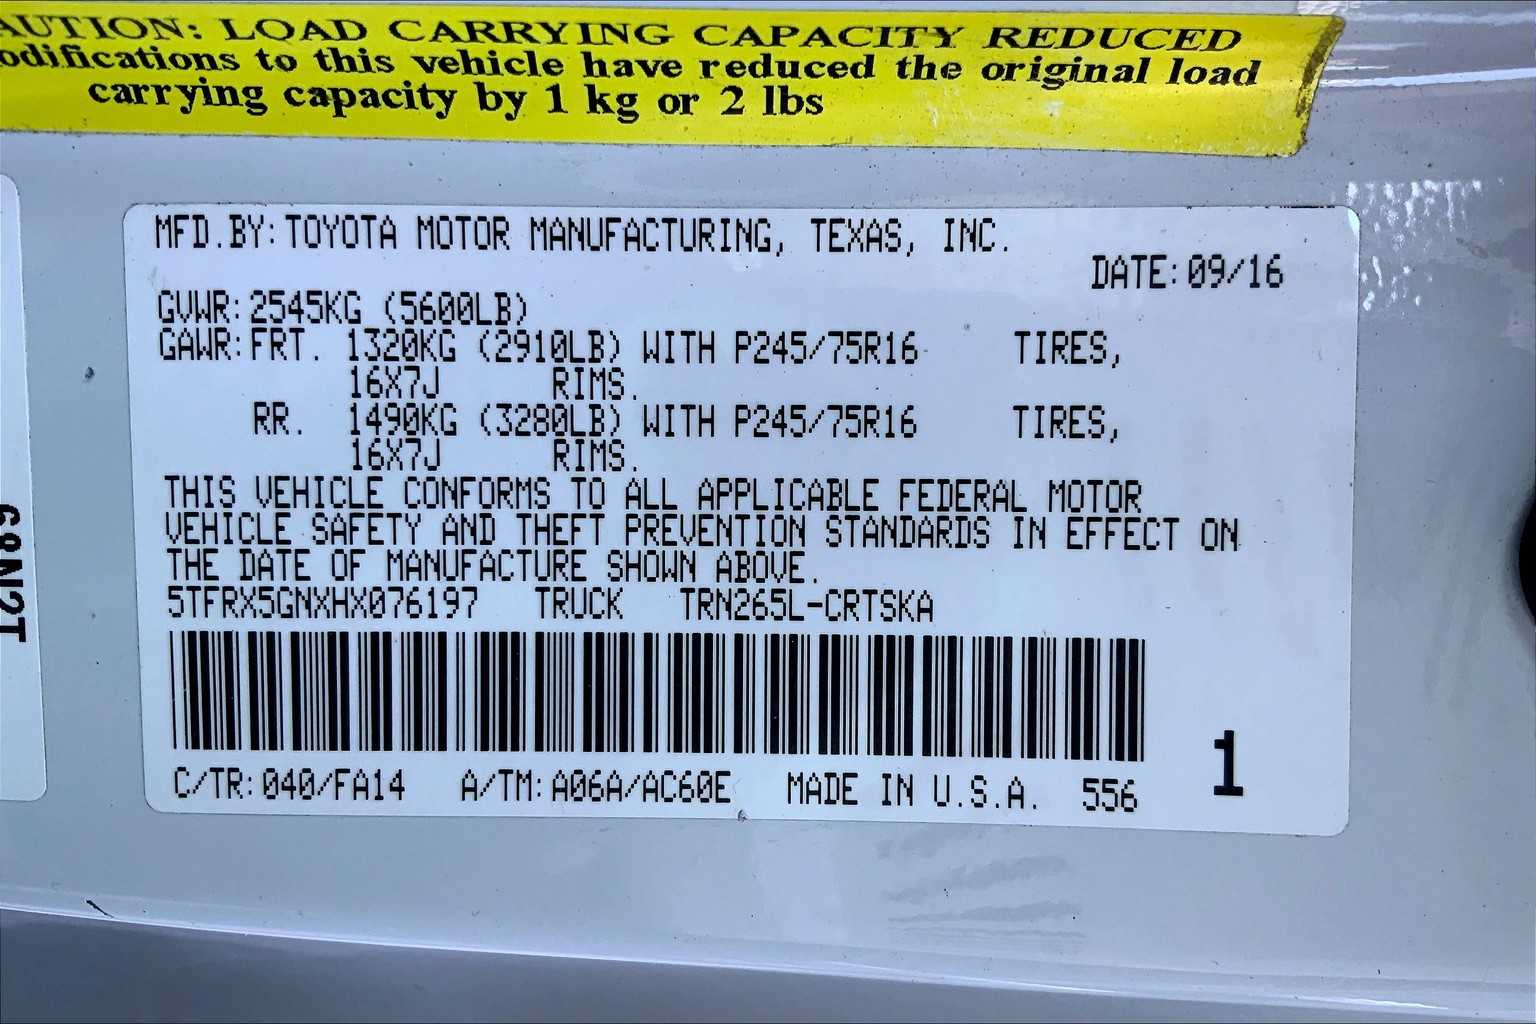 AUTION: LOAD CARRYING CAPACITY REDUCED
odifications to this vehicle have reduced the original load
carrying capacity by 1 kg or 2 lbs
MFD.BY: TOYOTA MOTOR MANUFACTURING, TEXAS, INC.
DATE: 09/16
GVWR: 2545KG (5600LB)
GAWR: FRT. 1320KG (2910LB) WITH P245/75R16 TIRES,
16X7J RIMS.
RR. 1490KG (3280LB) WITH P245/75R16 TIRES,
16X7J RIMS.
THIS VEHICLE CONFORMS TO ALL APPLICABLE FEDERAL MOTOR
VEHICLE SAFETY AND THEFT PREVENTION STANDARDS IN EFFECT ON
THE DATE OF MANUFACTURE SHOWN ABOVE.
5TFRX5GNXHX076197 TRUCK TRN265L-CRTSKA
C/TR: 040/FA14 A/TM: A06A/AC60E MADE IN U.S.A. 556
1